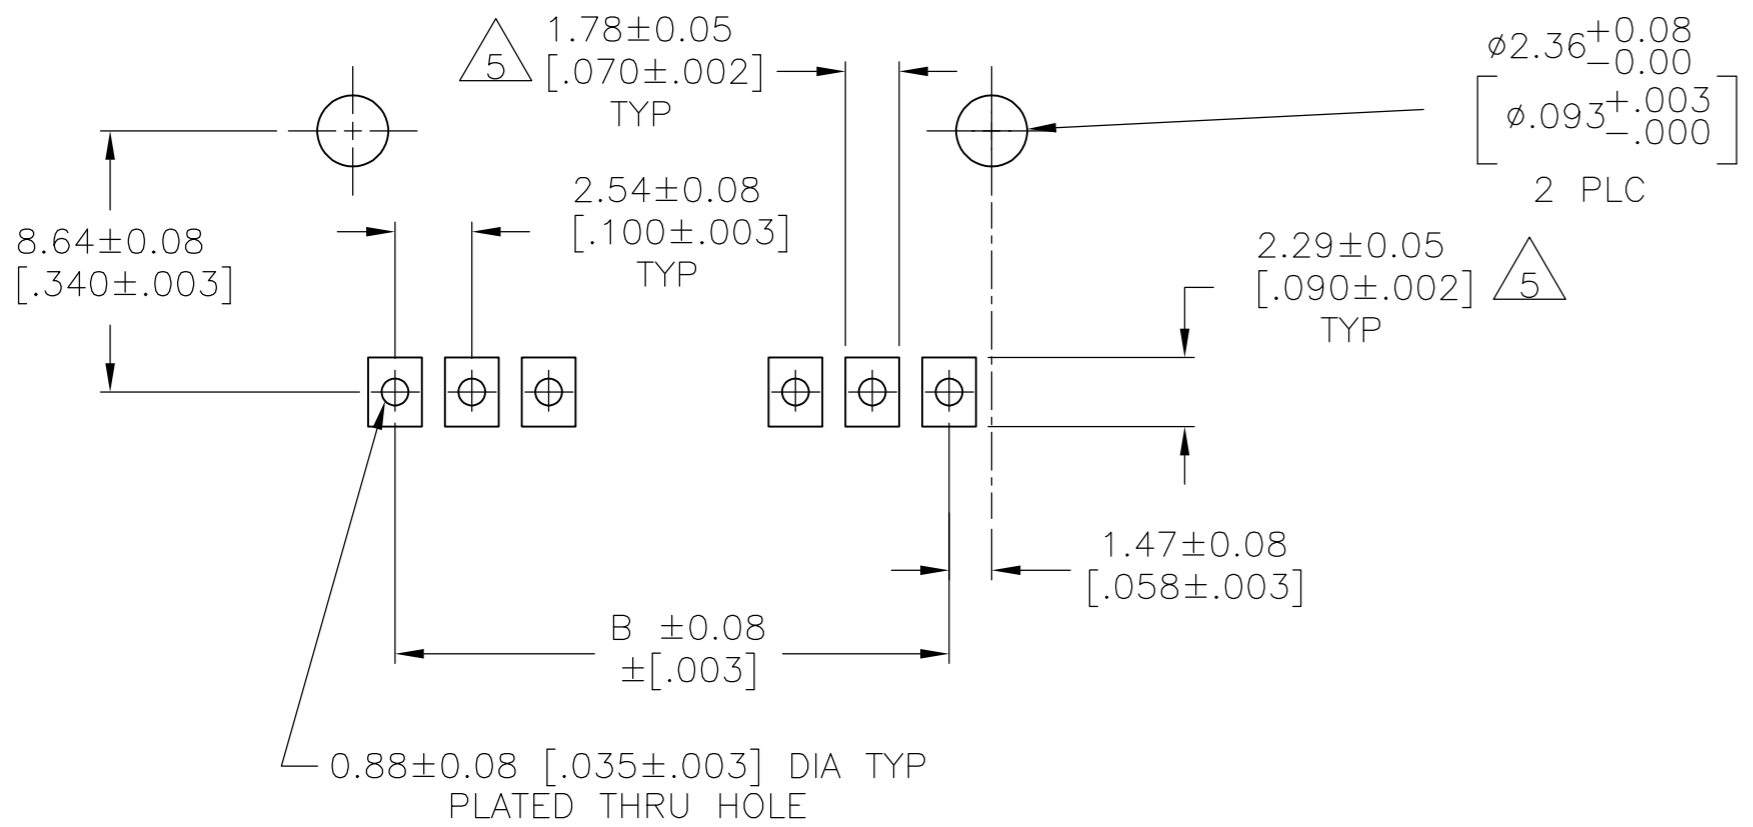 1.78±0.05
5 [.070±.002]
TYP
⌀2.36+0.08
-0.00
[⌀.093+.003
-.000]
2 PLC
2.54±0.08
[.100±.003]
TYP
8.64±0.08
[.340±.003]
2.29±0.05
[.090±.002] 5
TYP
1.47±0.08
[.058±.003]
B ±0.08
±[.003]
0.88±0.08 [.035±.003] DIA TYP
PLATED THRU HOLE